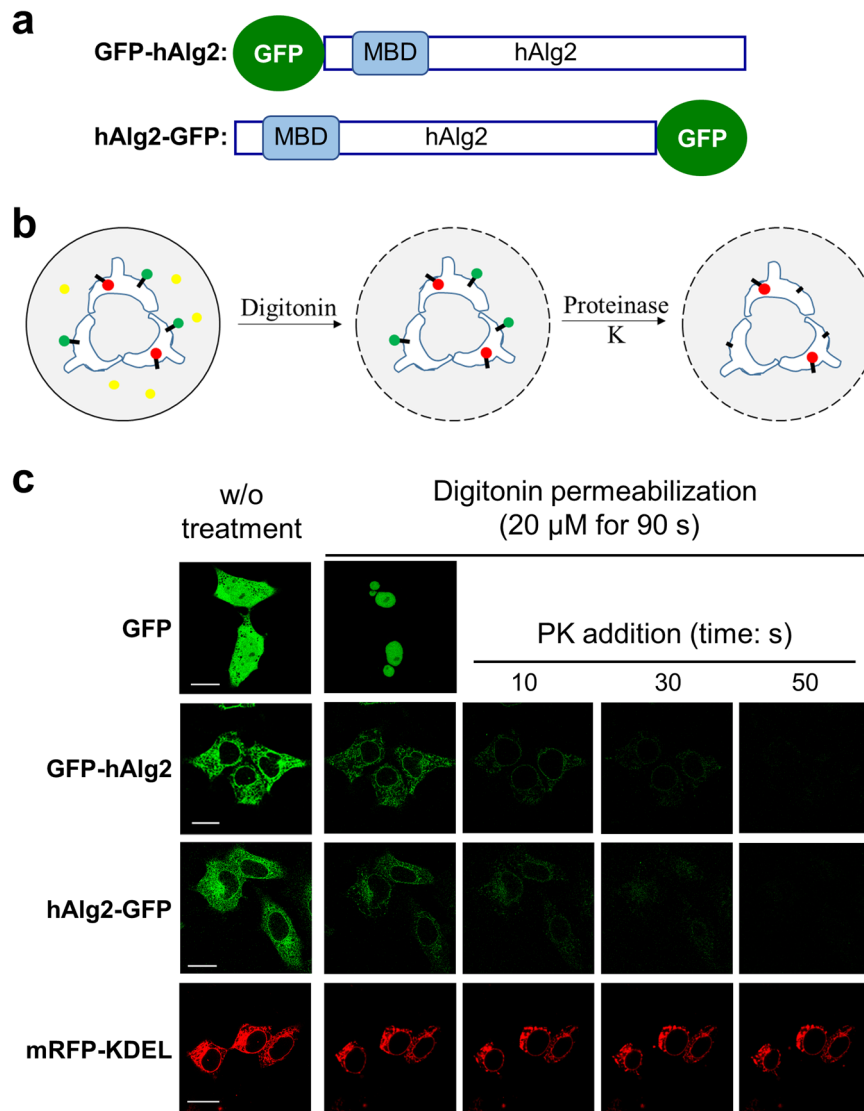 a
GFP-hAlg2:
GFP
MBD
hAlg2
hAlg2-GFP:
MBD
hAlg2
GFP
b
Digitonin
Proteinase
K
c
w/o
treatment
Digitonin permeabilization
(20 µM for 90 s)
GFP
PK addition (time: s)
10
30
50
GFP-hAlg2
hAlg2-GFP
mRFP-KDEL